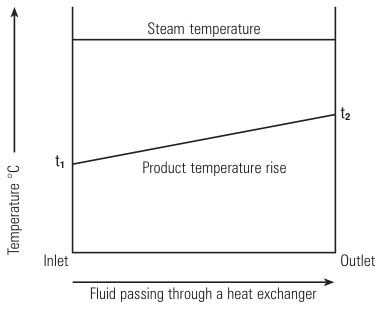 Steam temperature
t₂
t₁
Product temperature rise
Temperature °C
Inlet
Outlet
Fluid passing through a heat exchanger